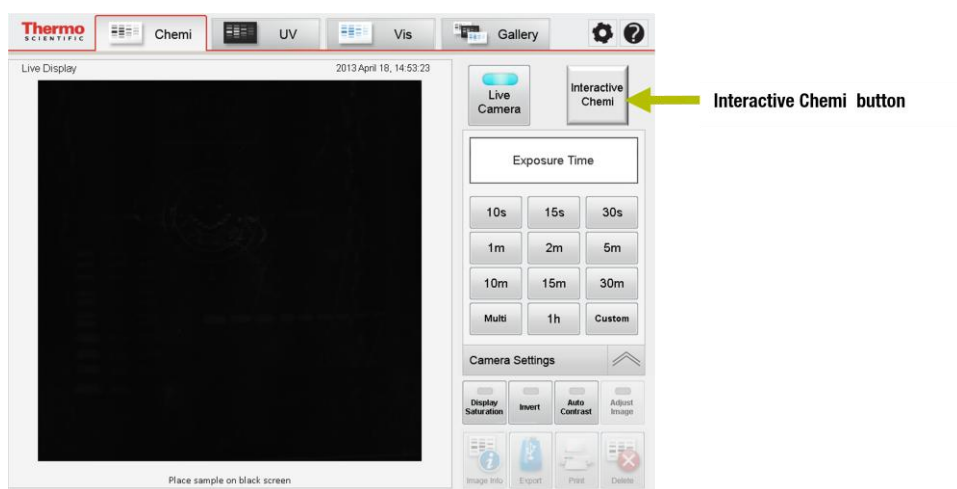 Thermo
SCIENTIFIC
Chemi
UV
Vis
Gallery
Live Display
2013 April 18, 14:53:23
Live
Camera
Interactive
Chemi
Interactive Chemi button
Exposure Time
10s
15s
30s
1m
2m
5m
10m
15m
30m
Multi
1h
Custom
Camera Settings
Display
Saturation
Invert
Auto
Contrast
Adjust
Image
Image Info
Export
Print
Delete
Place sample on black screen